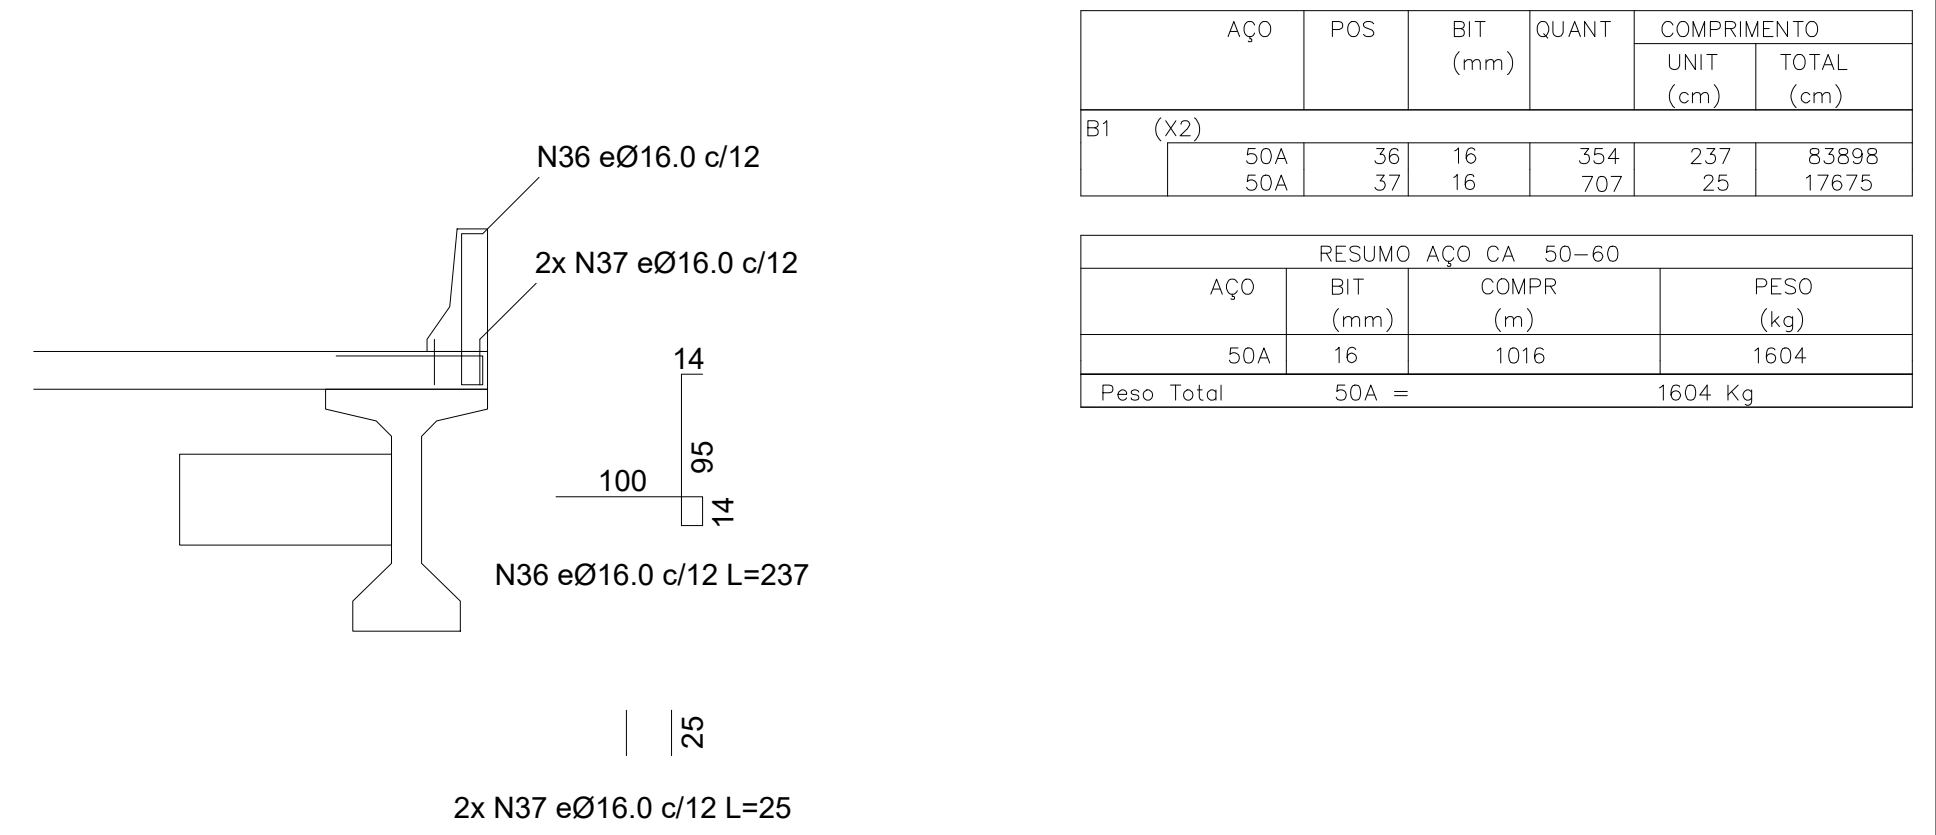 N36 eØ16.0 c/12
2x N37 eØ16.0 c/12
14
95
100
14
N36 eØ16.0 c/12 L=237
25
2x N37 eØ16.0 c/12 L=25
AÇO POS BIT QUANT COMPRIMENTO
(mm) UNIT TOTAL
(cm) (cm)
B1 (X2)
50A 36 16 354 237 83898
50A 37 16 707 25 17675
RESUMO AÇO CA 50-60
AÇO BIT COMPR PESO
(mm) (m) (kg)
50A 16 1016 1604
Peso Total 50A = 1604 Kg